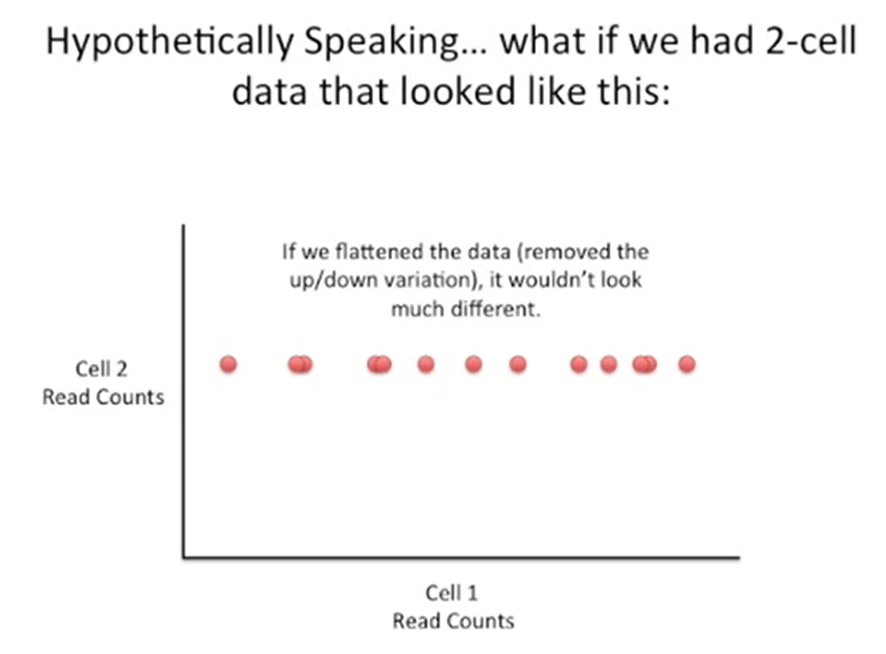 Hypothetically Speaking... what if we had 2-cell
data that looked like this:
If we flattened the data (removed the
up/down variation), it wouldn't look
much different.
Cell 2
Read Counts
Cell 1
Read Counts